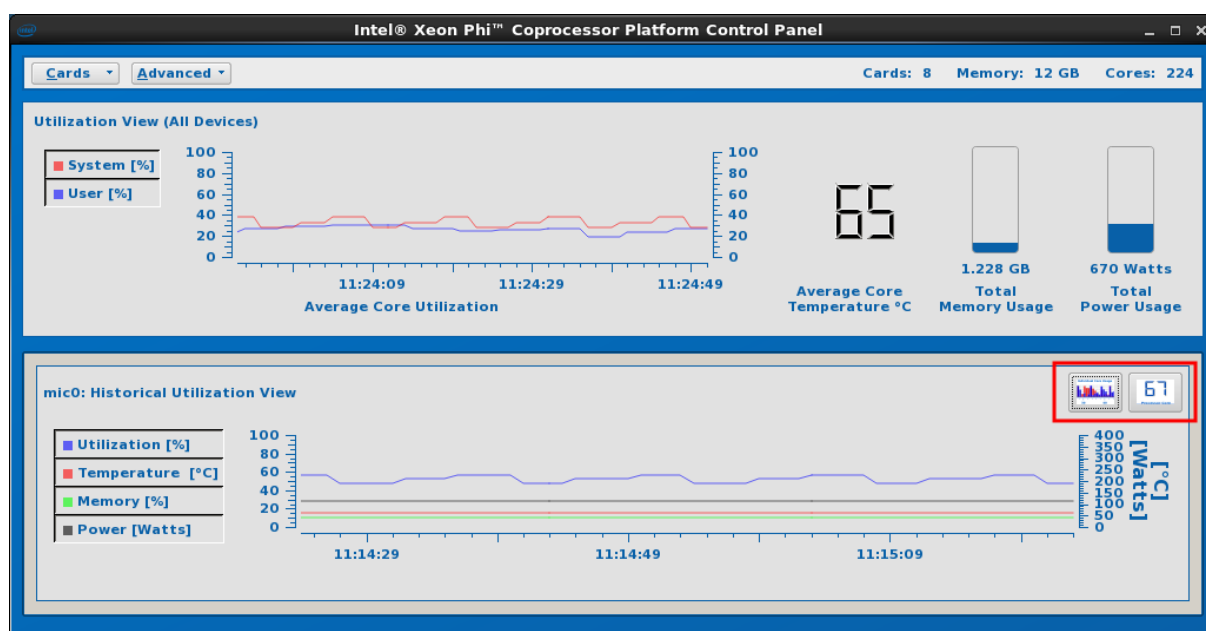 Intel® Xeon Phi™ Coprocessor Platform Control Panel
Cards Advanced Cards: 8 Memory: 12 GB Cores: 224
Utilization View (All Devices)
System [%]
User [%]
100
80
60
40
20
0
100
80
60
40
20
0
11:24:09 11:24:29 11:24:49
Average Core Utilization
65
Average Core
Temperature °C
1.228 GB
Total
Memory Usage
670 Watts
Total
Power Usage
mic0: Historical Utilization View
67
Utilization [%]
Temperature [°C]
Memory [%]
Power [Watts]
100
80
60
40
20
0
400
350
300
250
200
150
100
50
0
[°C]
[Watts]
11:14:29 11:14:49 11:15:09